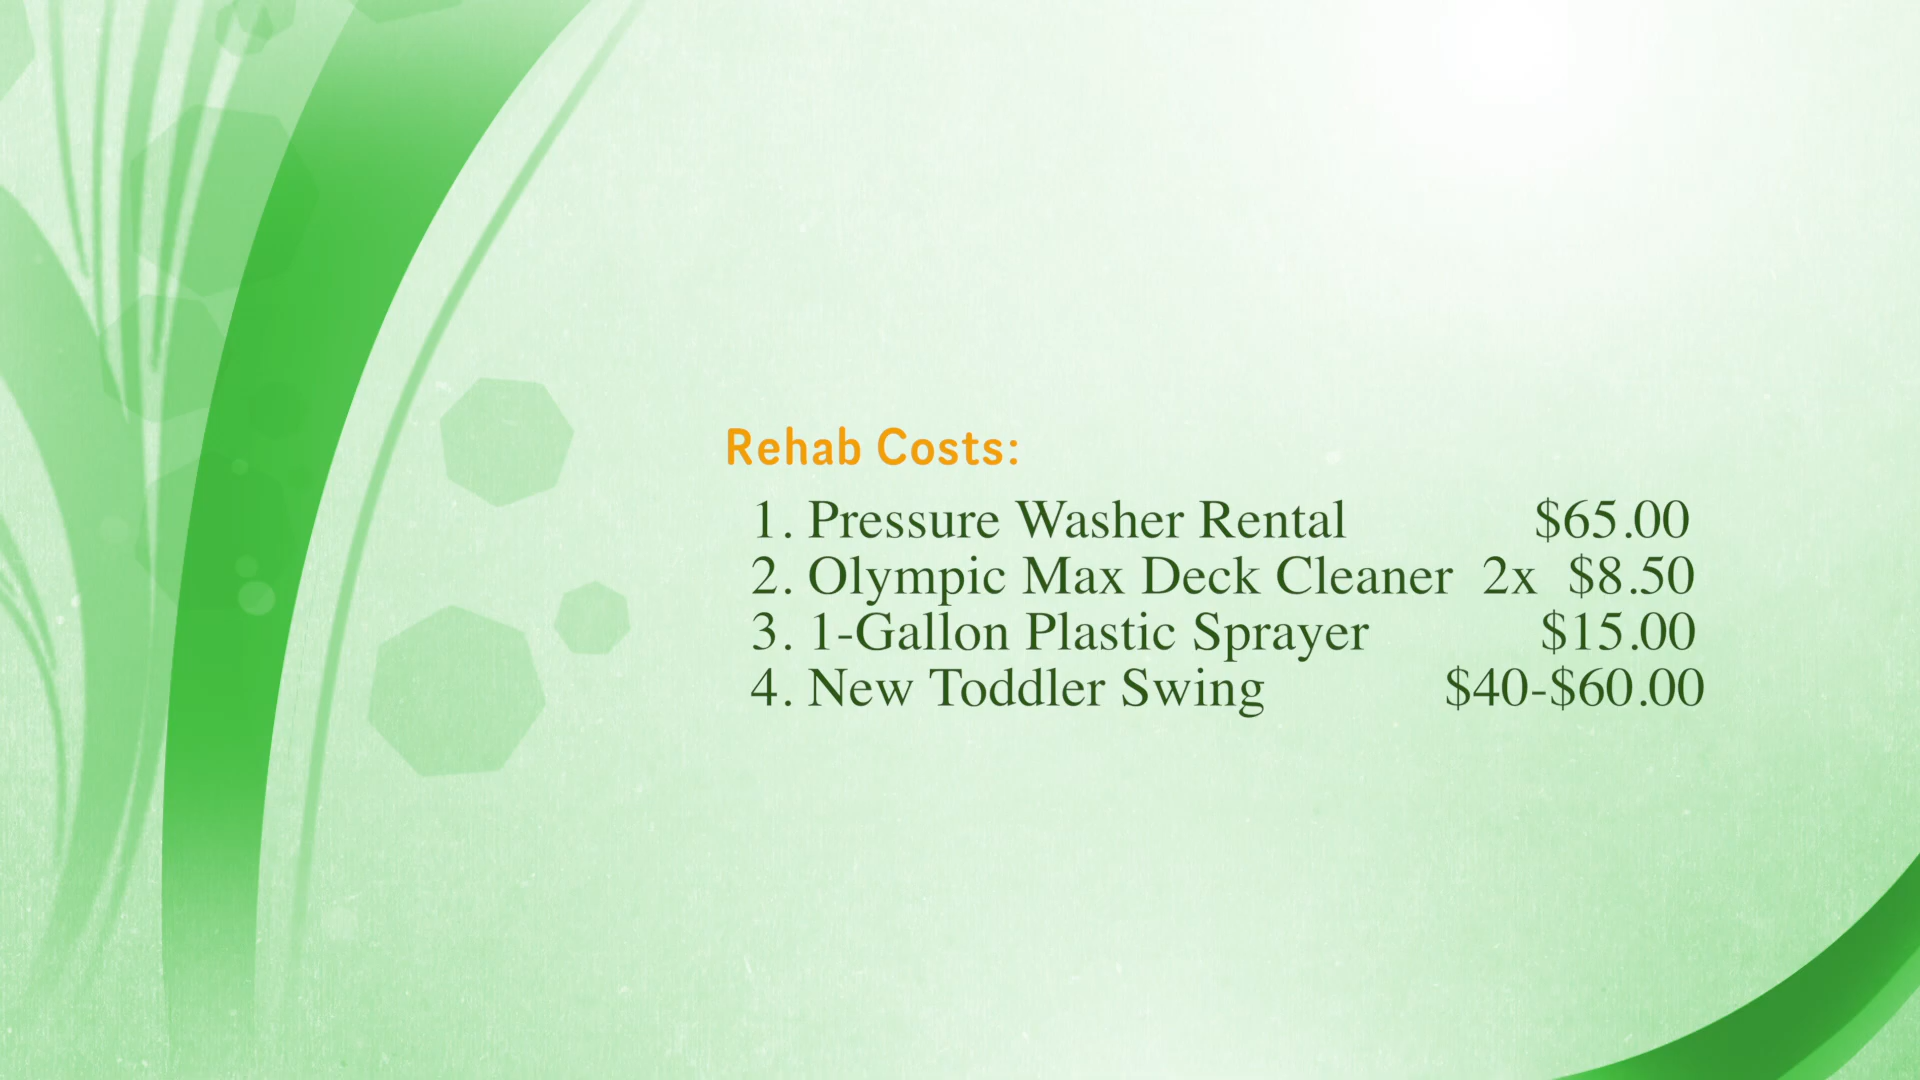 Rehab Costs:
1. Pressure Washer Rental $65.00
2. Olympic Max Deck Cleaner 2x $8.50
3. 1-Gallon Plastic Sprayer $15.00
4. New Toddler Swing $40-$60.00